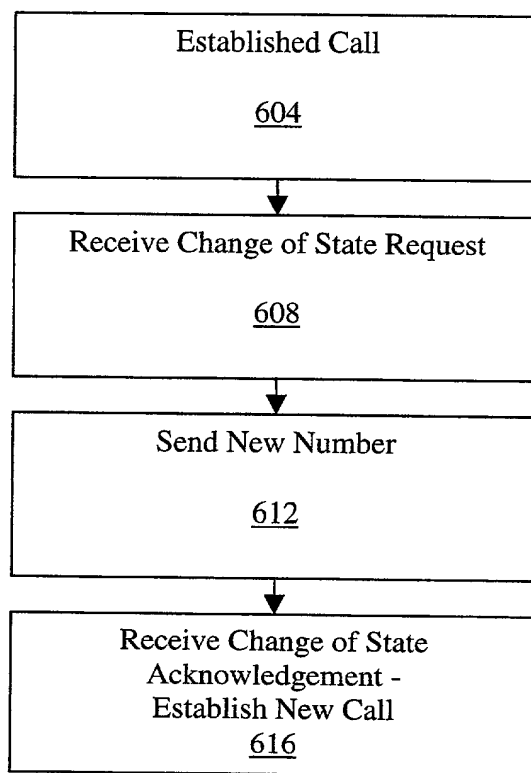 Established Call
604
Receive Change of State Request
608
Send New Number
612
Receive Change of State
Acknowledgement -
Establish New Call
616